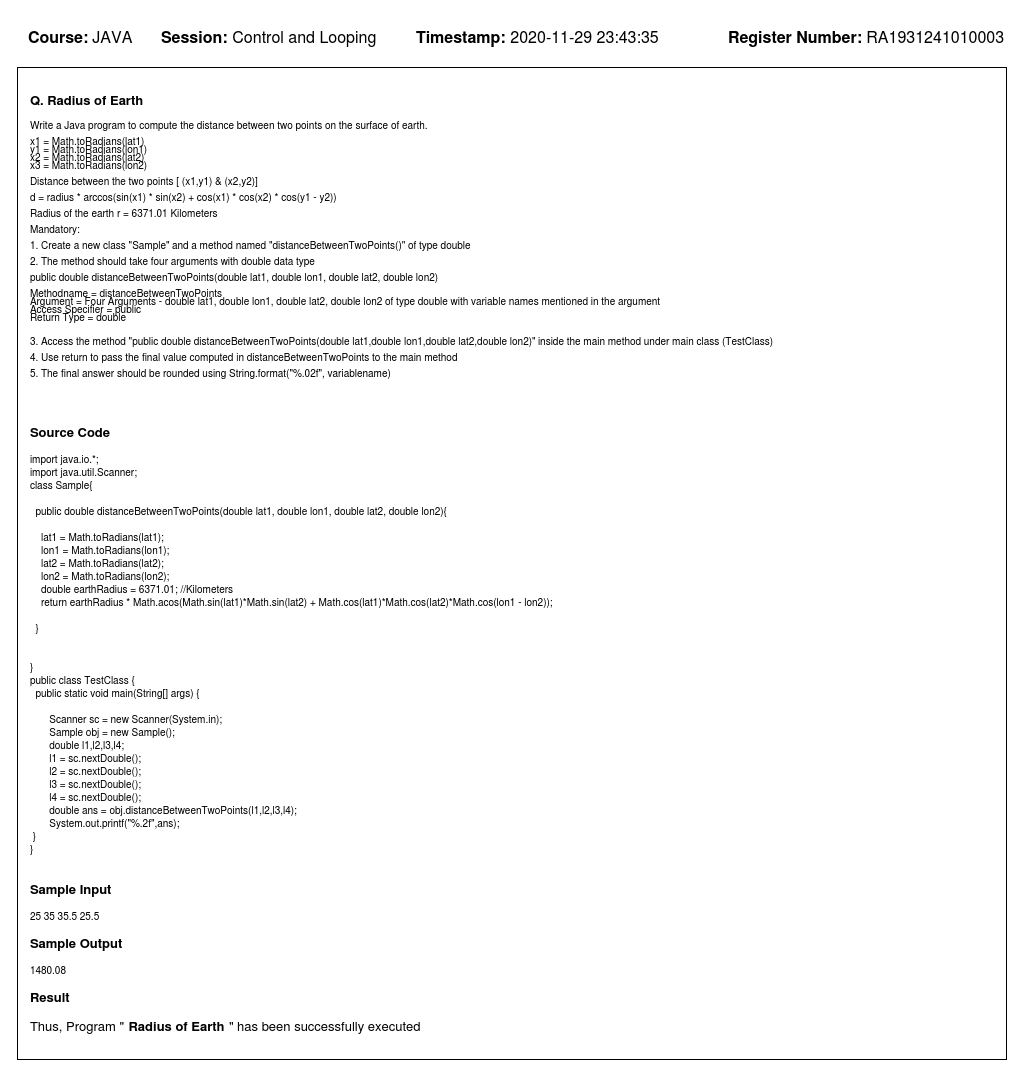 Course: JAVA Session: Control and Looping Timestamp: 2020-11-29 23:43:35 Register Number: RA1931241010003
Q. Radius of Earth
Write a Java program to compute the distance between two points on the surface of earth.
x1 = Math.toRadians(lat1)
y1 = Math.toRadians(lon1)
x2 = Math.toRadians(lat2)
x3 = Math.toRadians(lon2)
Distance between the two points [ (x1,y1) & (x2,y2)]
d = radius * arccos(sin(x1) * sin(x2) + cos(x1) * cos(x2) * cos(y1 - y2))
Radius of the earth r = 6371.01 Kilometers
Mandatory:
1. Create a new class "Sample" and a method named "distanceBetweenTwoPoints()" of type double
2. The method should take four arguments with double data type
public double distanceBetweenTwoPoints(double lat1, double lon1, double lat2, double lon2)
Methodname = distanceBetweenTwoPoints
Argument = Four Arguments - double lat1, double lon1, double lat2, double lon2 of type double with variable names mentioned in the argument
Access Specifier = public
Return Type = double
3. Access the method "public double distanceBetweenTwoPoints(double lat1,double lon1,double lat2,double lon2)" inside the main method under main class (TestClass)
4. Use return to pass the final value computed in distanceBetweenTwoPoints to the main method
5. The final answer should be rounded using String.format("%.02f", variablename)
Source Code
import java.io.*;
import java.util.Scanner;
class Sample{
public double distanceBetweenTwoPoints(double lat1, double lon1, double lat2, double lon2){
lat1 = Math.toRadians(lat1);
lon1 = Math.toRadians(lon1);
lat2 = Math.toRadians(lat2);
lon2 = Math.toRadians(lon2);
double earthRadius = 6371.01; //Kilometers
return earthRadius * Math.acos(Math.sin(lat1)*Math.sin(lat2) + Math.cos(lat1)*Math.cos(lat2)*Math.cos(lon1 - lon2));
}
}
public class TestClass {
public static void main(String[] args) {
Scanner sc = new Scanner(System.in);
Sample obj = new Sample();
double l1,l2,l3,l4;
l1 = sc.nextDouble();
l2 = sc.nextDouble();
l3 = sc.nextDouble();
l4 = sc.nextDouble();
double ans = obj.distanceBetweenTwoPoints(l1,l2,l3,l4);
System.out.printf("%.2f",ans);
}
}
Sample Input
25 35 35.5 25.5
Sample Output
1480.08
Result
Thus, Program " Radius of Earth " has been successfully executed